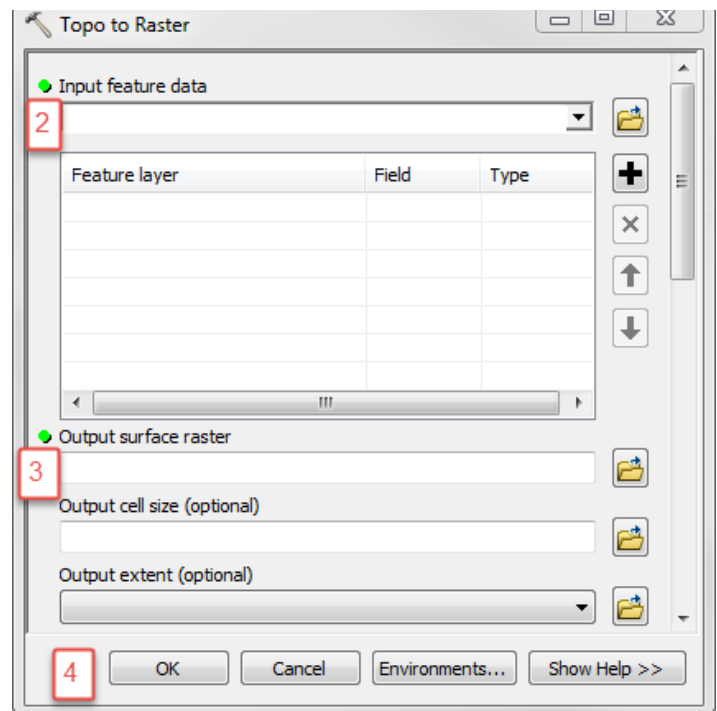 Topo to Raster
Input feature data
2
Feature layer Field Type
Output surface raster
3
Output cell size (optional)
Output extent (optional)
4 OK Cancel Environments... Show Help >>